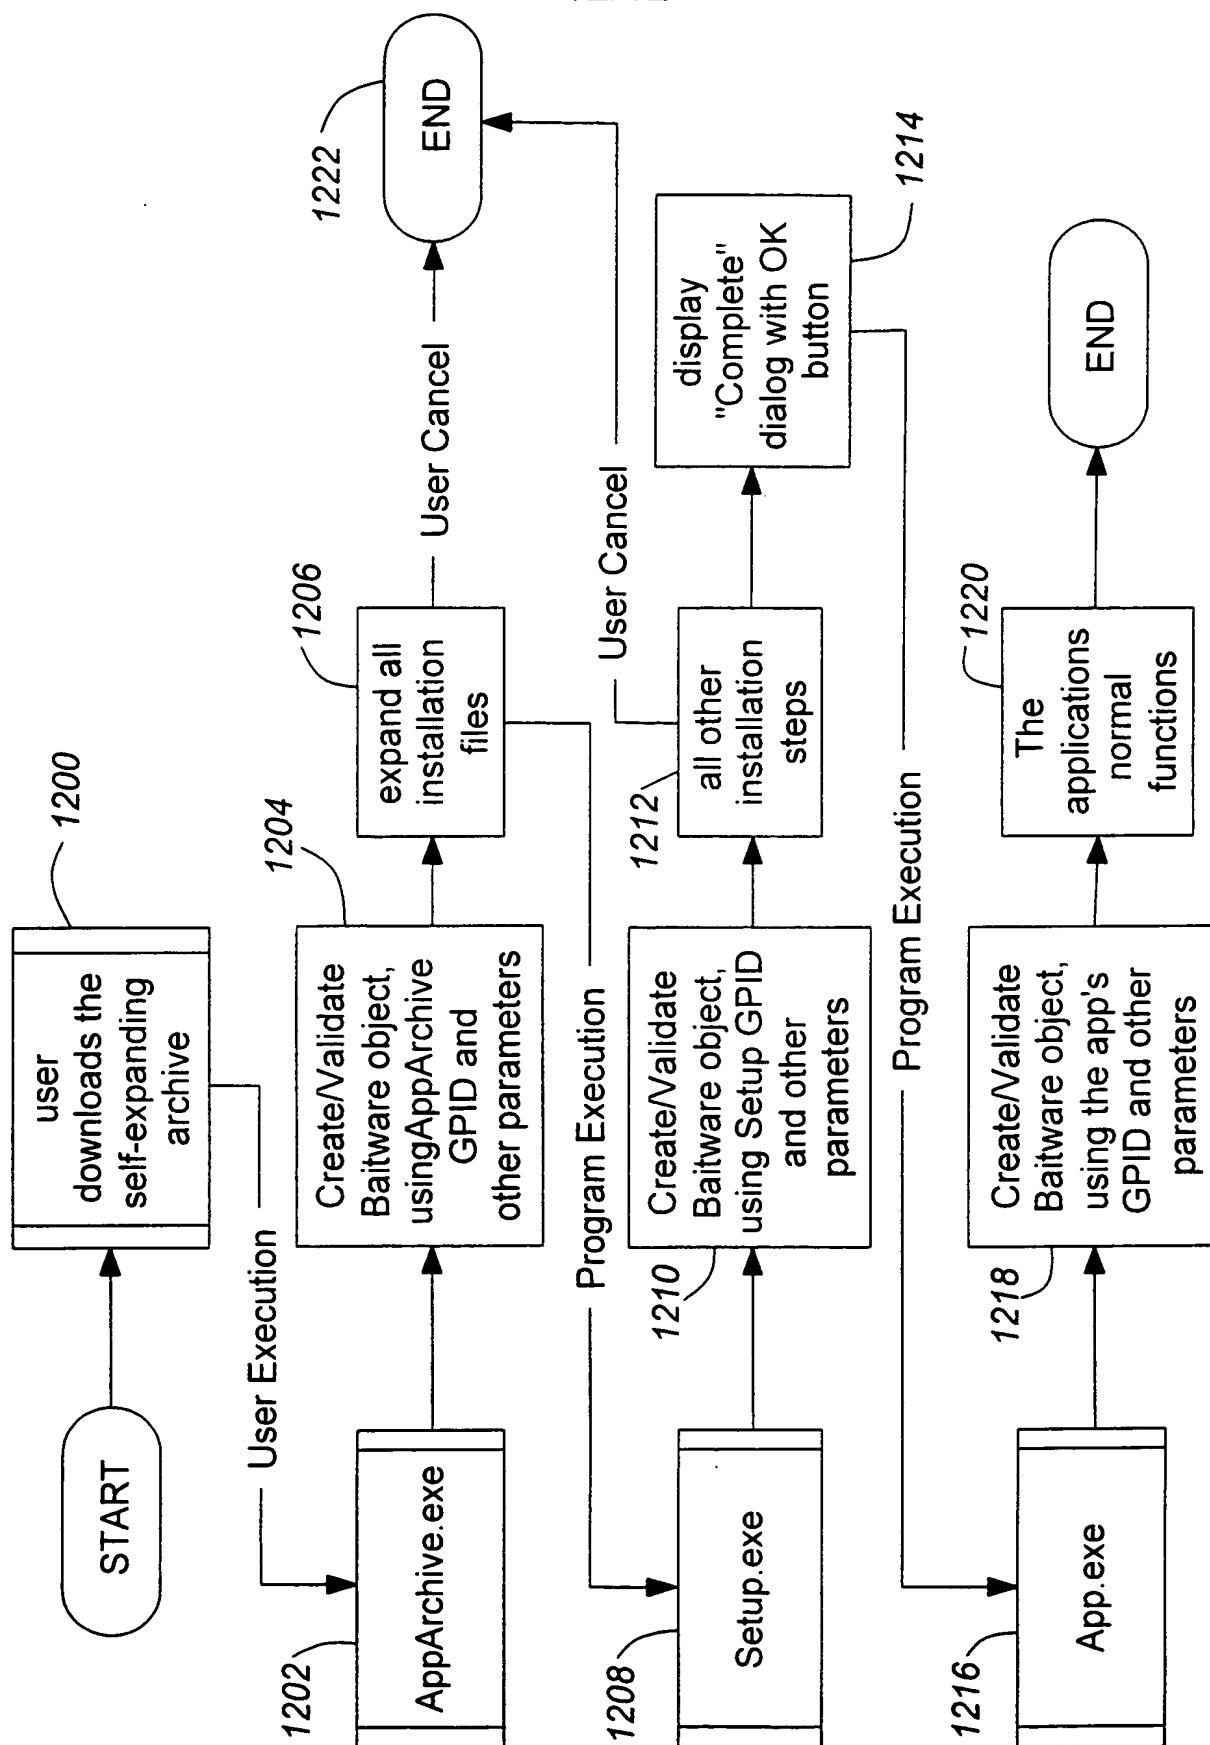 START
user
downloads the
self-expanding
archive
1200
User Execution
1202
AppArchive.exe
1204
Create/Validate
Baitware object,
usingAppArchive
GPID and
other parameters
1206
expand all
installation
files
User Cancel
1222
END
Program Execution
1208
Setup.exe
1210
Create/Validate
Baitware object,
using Setup GPID
and other
parameters
1212
all other
installation
steps
User Cancel
display
"Complete"
dialog with OK
button
1214
Program Execution
1216
App.exe
1218
Create/Validate
Baitware object,
using the app's
GPID and other
parameters
1220
The
applications
normal
functions
END